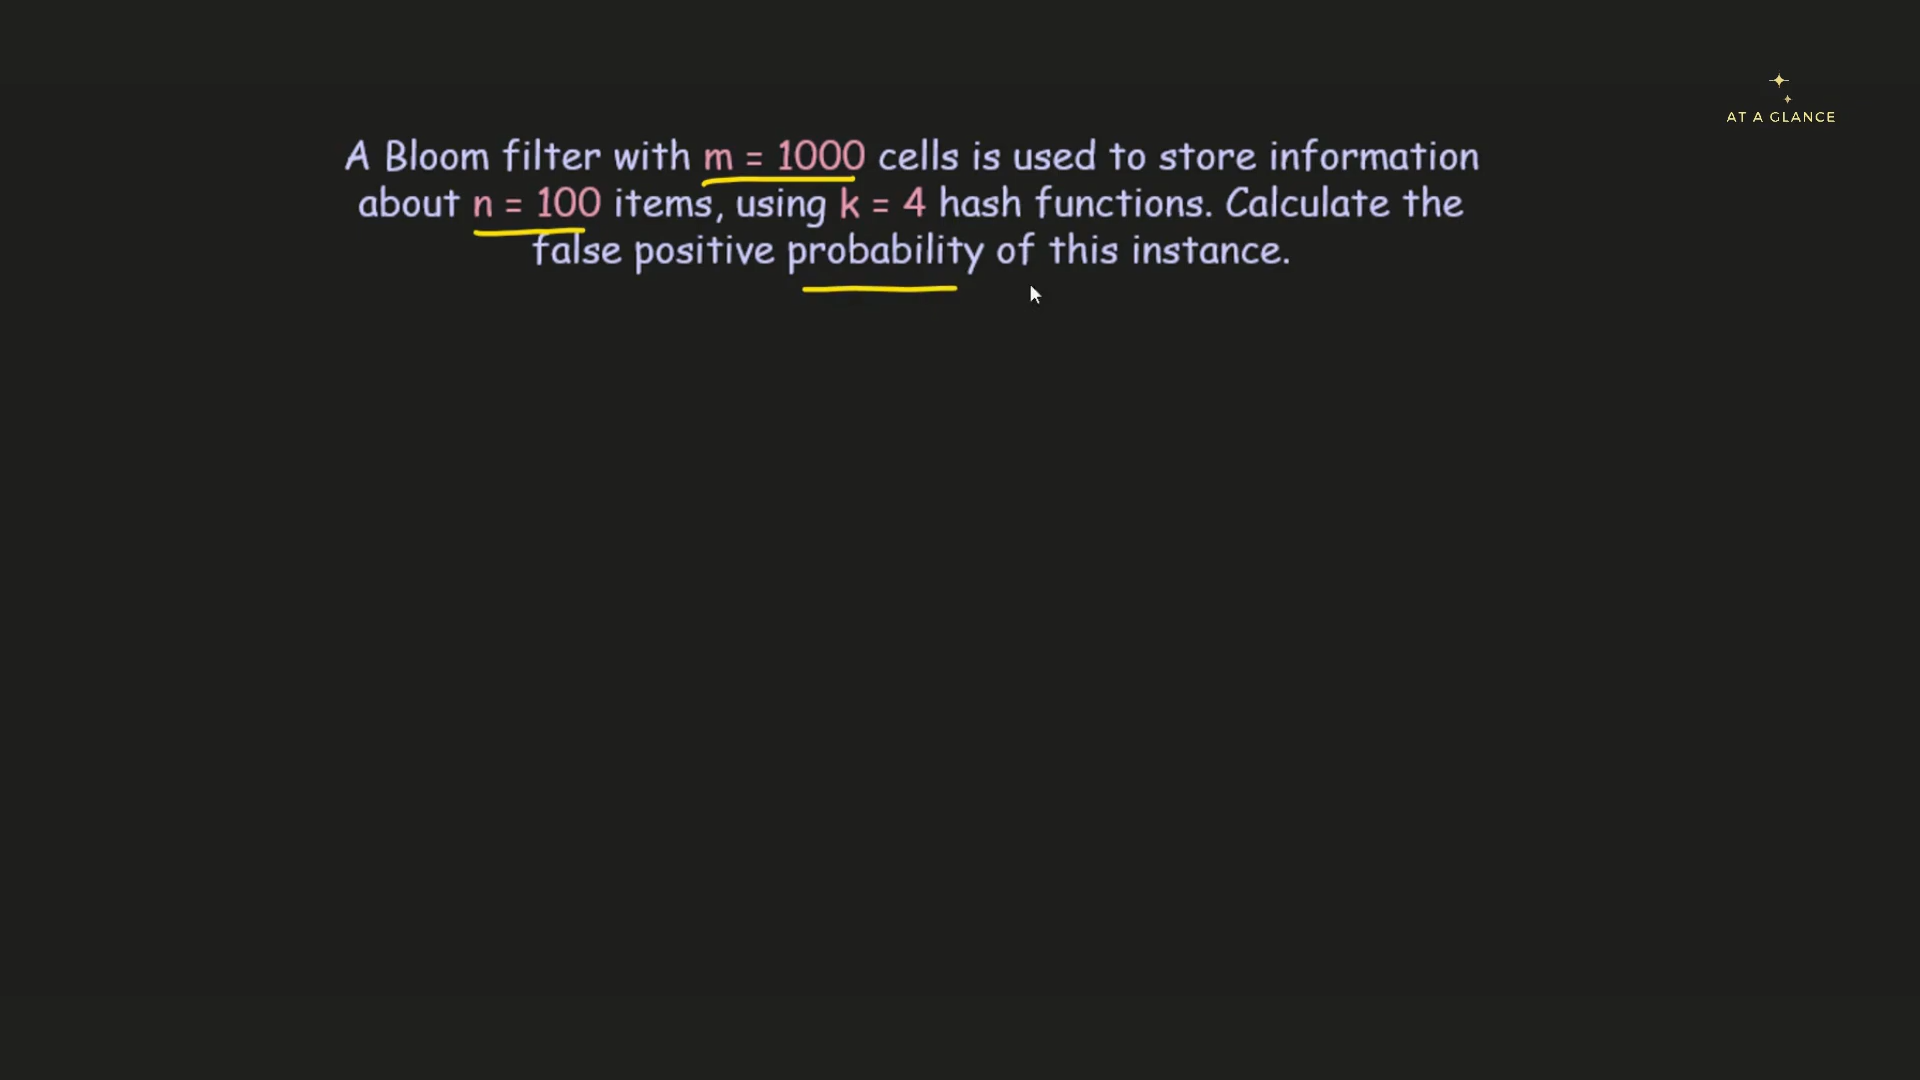 AT A GLANCE
A Bloom filter with m = 1000 cells is used to store information
about n = 100 items, using k = 4 hash functions. Calculate the
false positive probability of this instance.